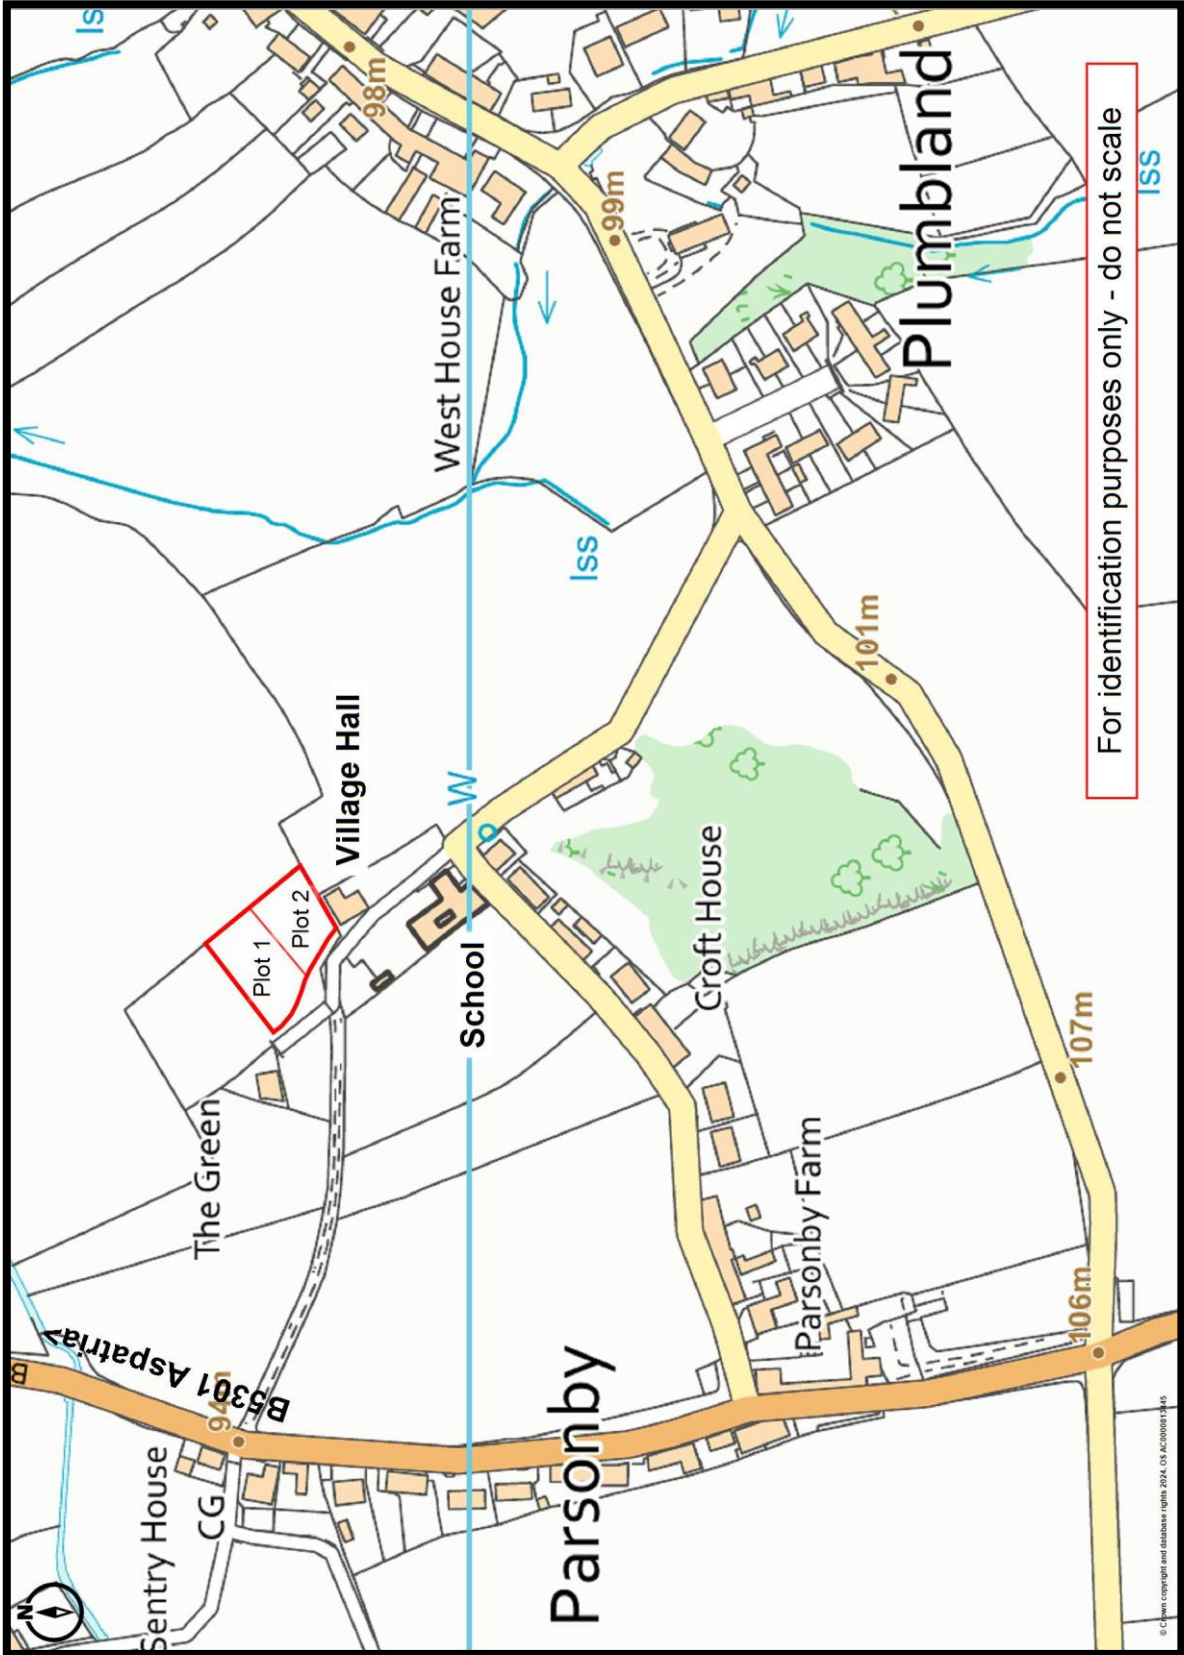 N
Sentry House
CG
94m
B5301 Aspatria>
B
The Green
Plot 1
Plot 2
Village Hall
School
W
Iss
98m
West House Farm
99m
Iss
Parsonby
Croft House
Parsonby Farm
101m
Plumbland
Iss
107m
106m
For identification purposes only - do not scale
© Crown copyright and database rights 2024. OS AC0000813445